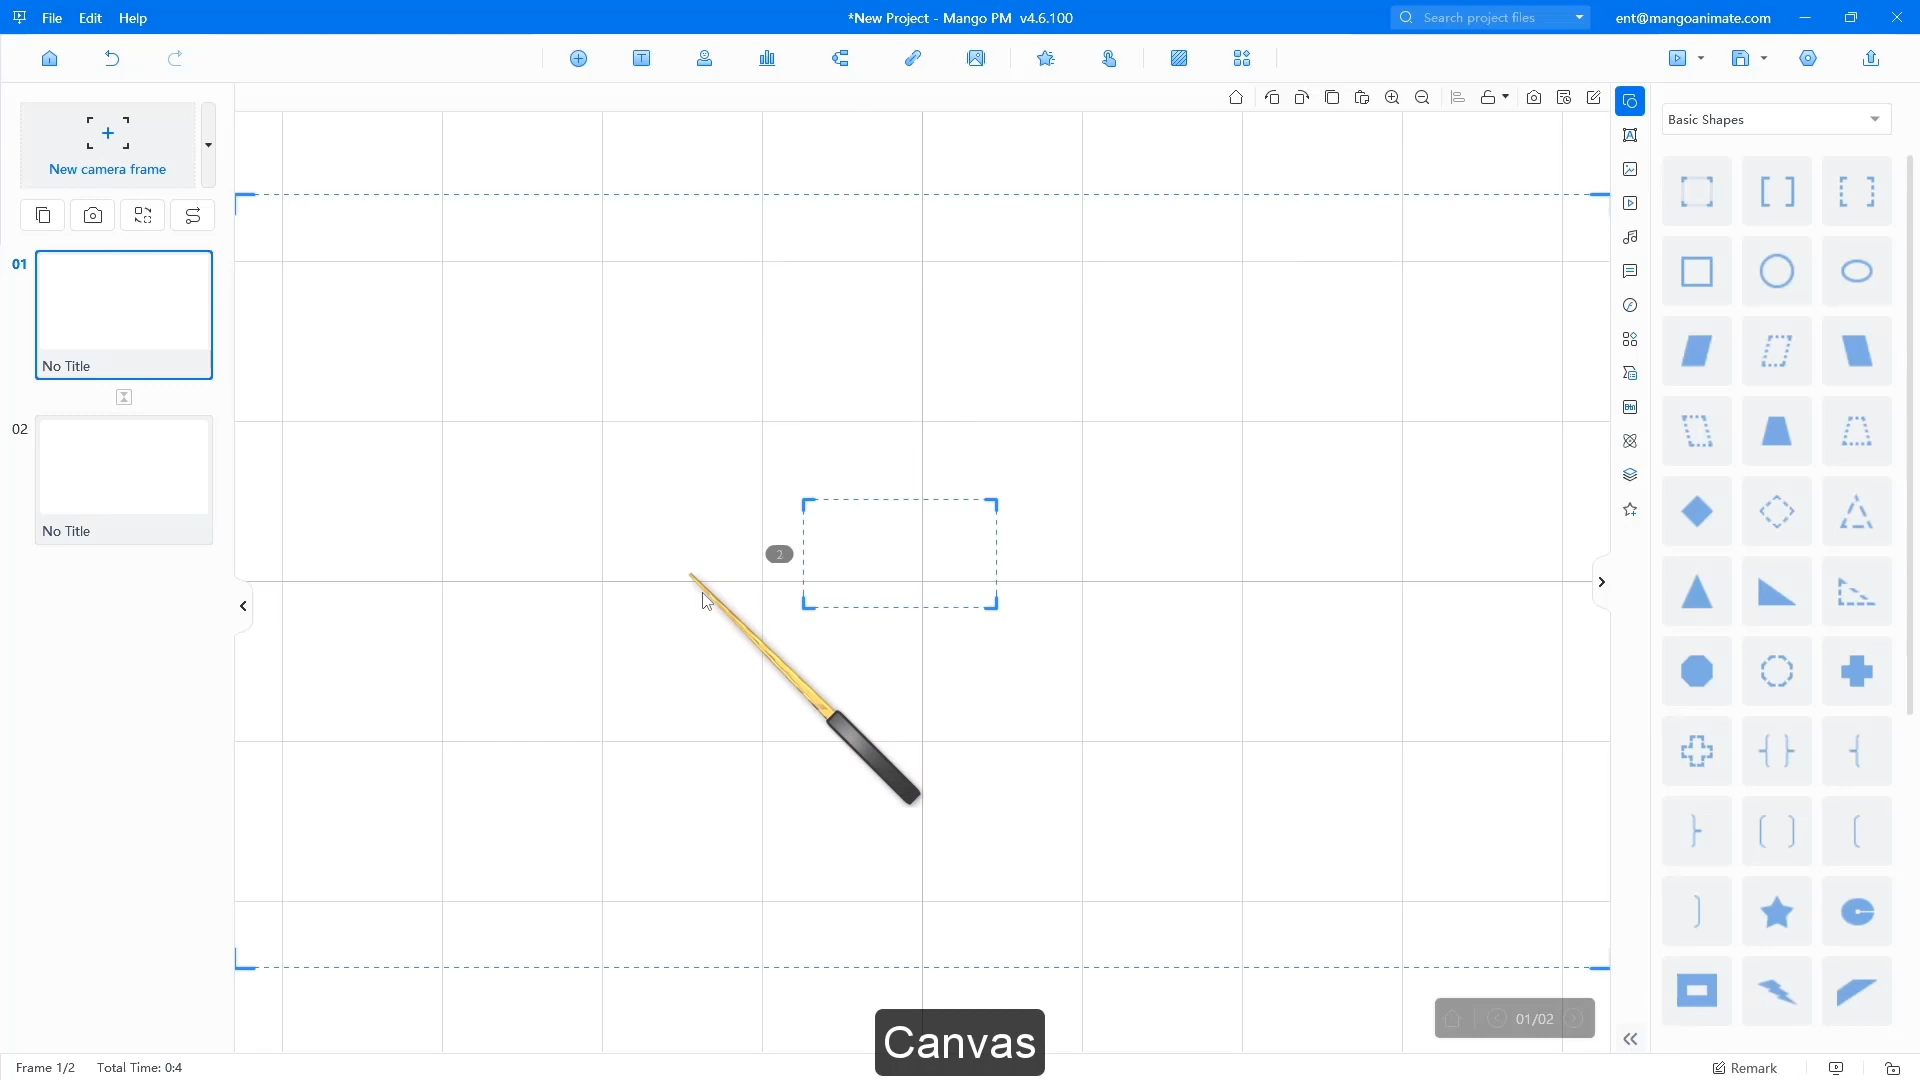 File Edit Help
*New Project - Mango PM v4.6.100
Search project files
ent@mangoanimate.com
New camera frame
Basic Shapes
01
No Title
02
No Title
2
01/02
Canvas
Frame 1/2 Total Time: 0:4
Remark